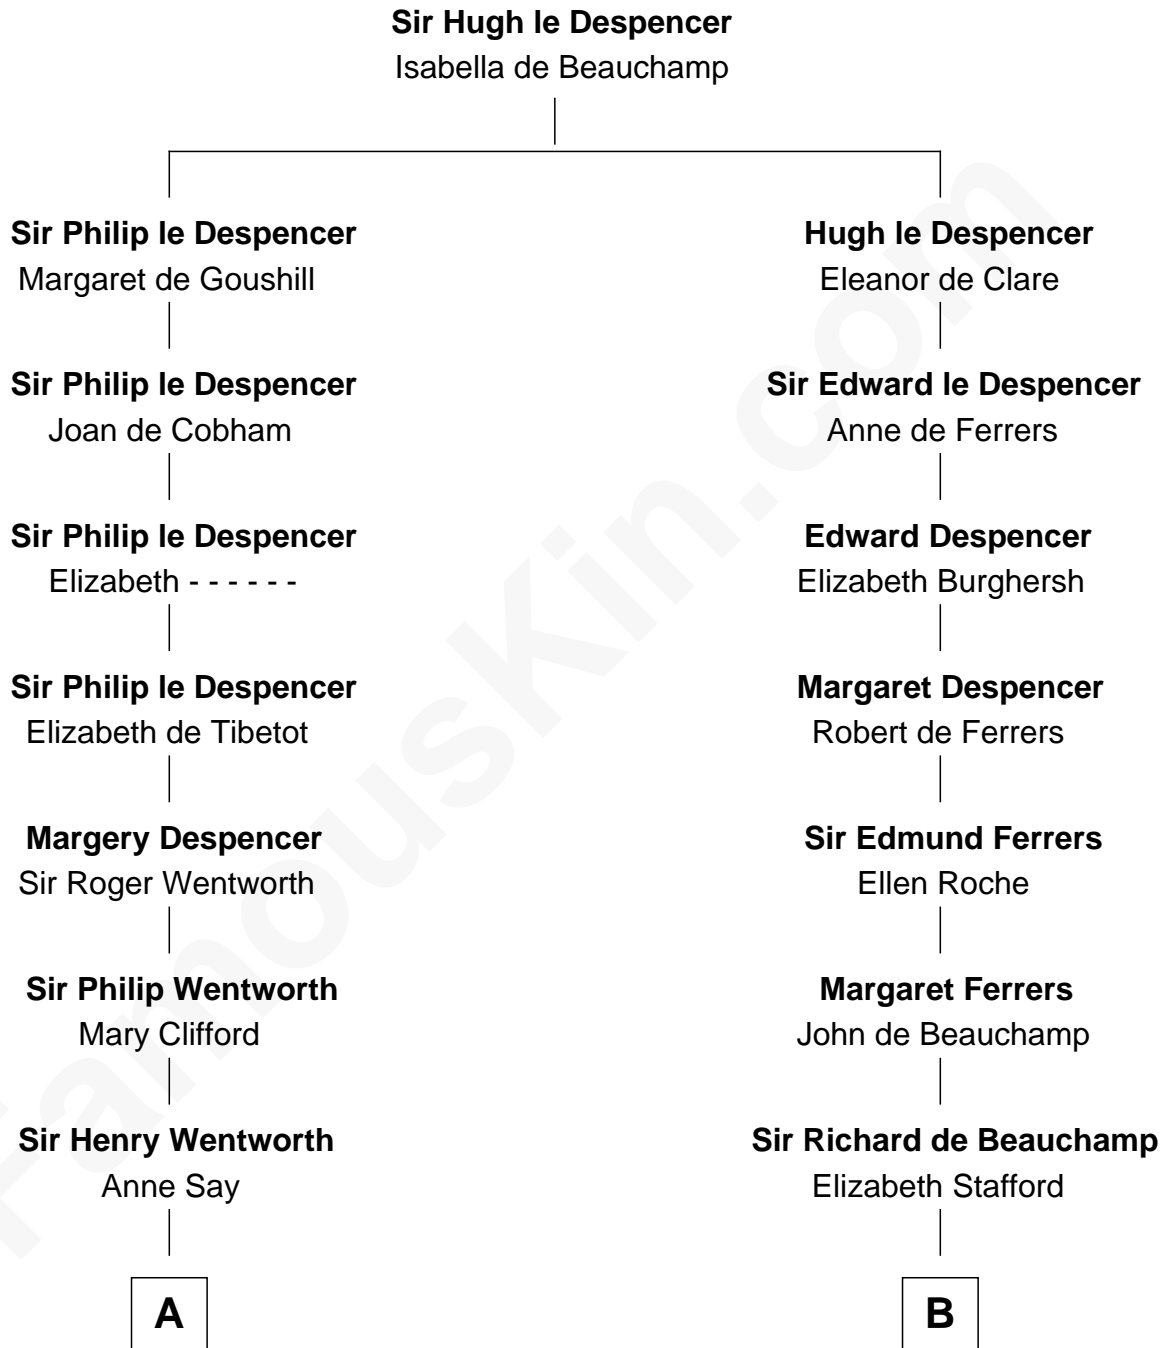 Sir Hugh le Despencer
Isabella de Beauchamp
Sir Philip le Despencer
Margaret de Goushill
Sir Philip le Despencer
Joan de Cobham
Sir Philip le Despencer
Elizabeth - - - - - -
Sir Philip le Despencer
Elizabeth de Tibetot
Margery Despencer
Sir Roger Wentworth
Sir Philip Wentworth
Mary Clifford
Sir Henry Wentworth
Anne Say
A
Hugh le Despencer
Eleanor de Clare
Sir Edward le Despencer
Anne de Ferrers
Edward Despencer
Elizabeth Burghersh
Margaret Despencer
Robert de Ferrers
Sir Edmund Ferrers
Ellen Roche
Margaret Ferrers
John de Beauchamp
Sir Richard de Beauchamp
Elizabeth Stafford
B
FamousKin.com